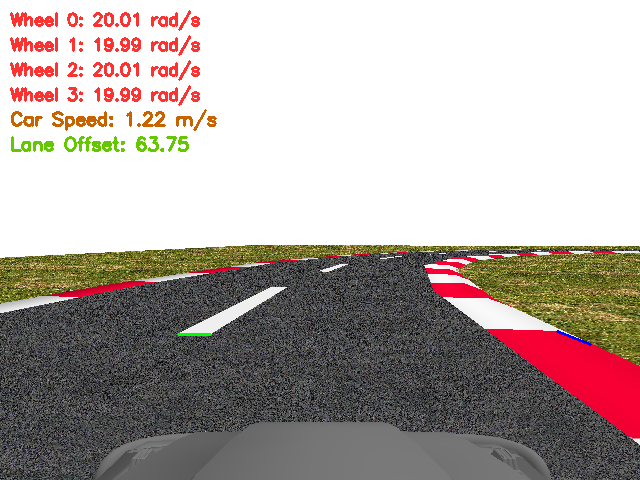 Wheel 0: 20.01 rad/s
Wheel 1: 19.99 rad/s
Wheel 2: 20.01 rad/s
Wheel 3: 19.99 rad/s
Car Speed: 1.22 m/s
Lane Offset: 63.75